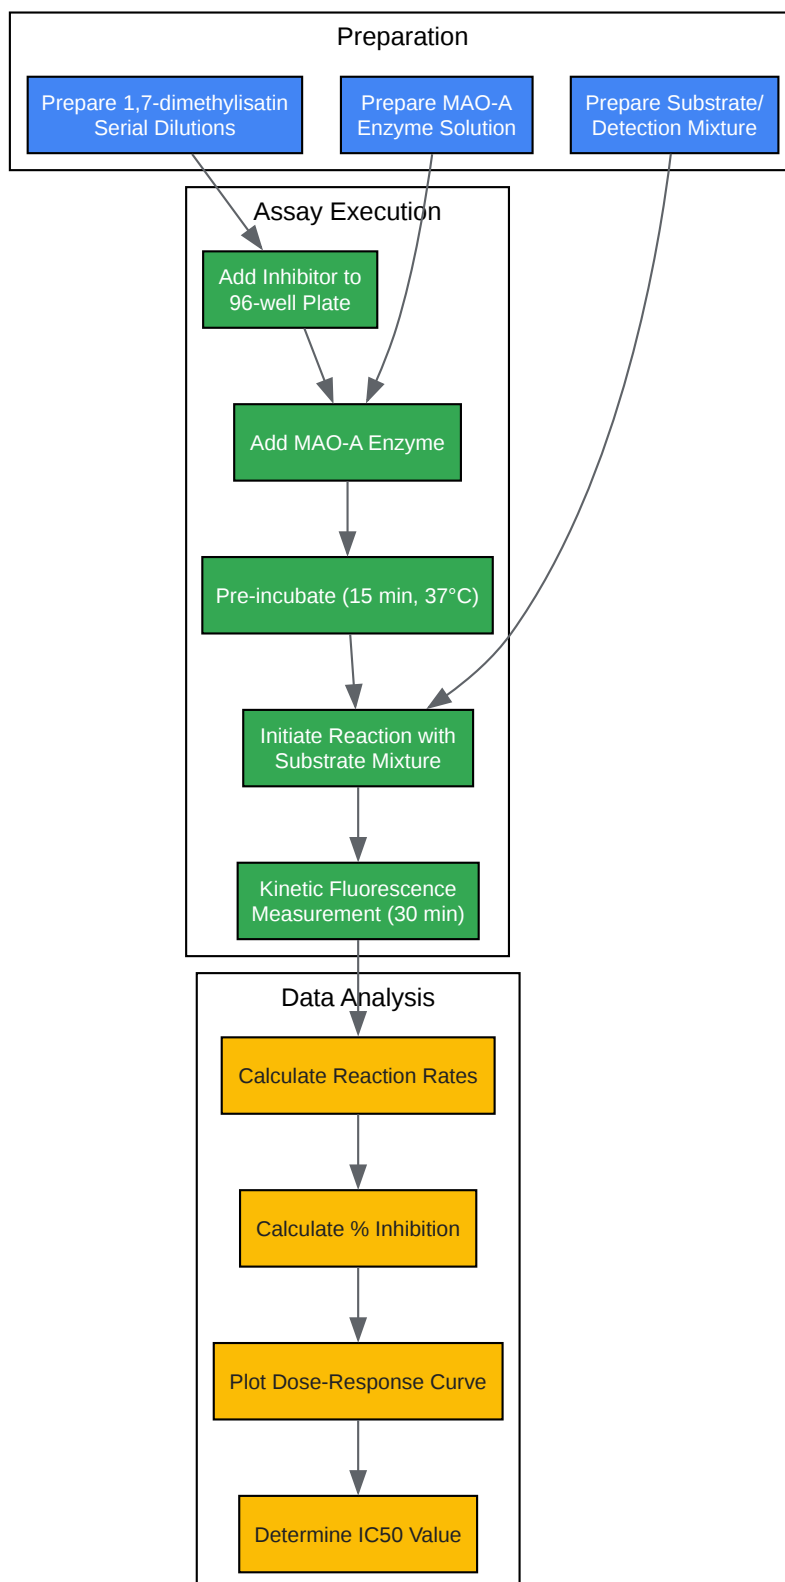 Preparation
Prepare 1,7-dimethylisatin
Serial Dilutions
Prepare MAO-A
Enzyme Solution
Prepare Substrate/
Detection Mixture
Assay Execution
Add Inhibitor to
96-well Plate
Add MAO-A Enzyme
Pre-incubate (15 min, 37°C)
Initiate Reaction with
Substrate Mixture
Kinetic Fluorescence
Measurement (30 min)
Data Analysis
Calculate Reaction Rates
Calculate % Inhibition
Plot Dose-Response Curve
Determine IC50 Value